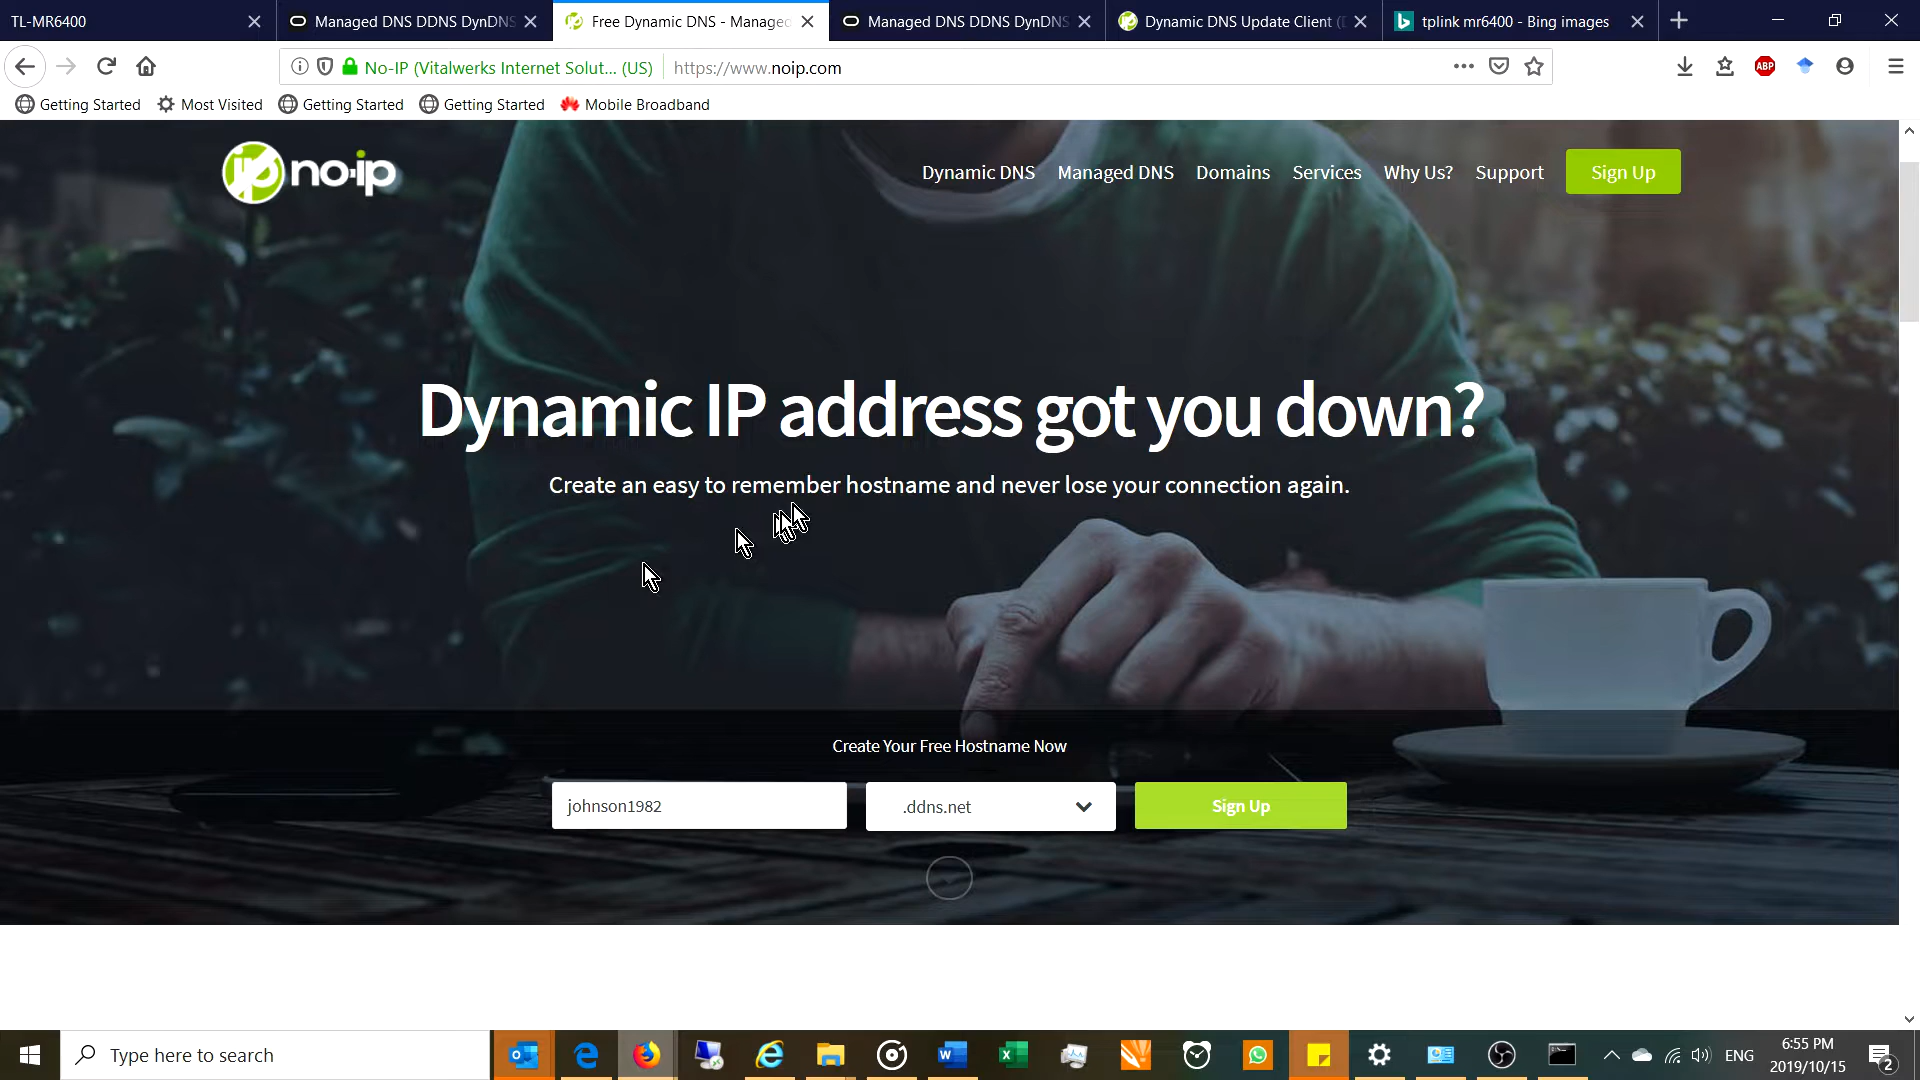 TL-MR6400
Managed DNS DDNS DynDNS
Free Dynamic DNS - Managed
Managed DNS DDNS DynDNS
Dynamic DNS Update Client (
tplink mr6400 - Bing images
No-IP (Vitalwerks Internet Solut... (US)
https://www.noip.com
ABP
Getting Started
Most Visited
Getting Started
Getting Started
Mobile Broadband
ip no-ip
Dynamic DNS
Managed DNS
Domains
Services
Why Us?
Support
Sign Up
Dynamic IP address got you down?
Create an easy to remember hostname and never lose your connection again.
Create Your Free Hostname Now
johnson1982
.ddns.net
Sign Up
Type here to search
ENG
6:55 PM
2019/10/15
2